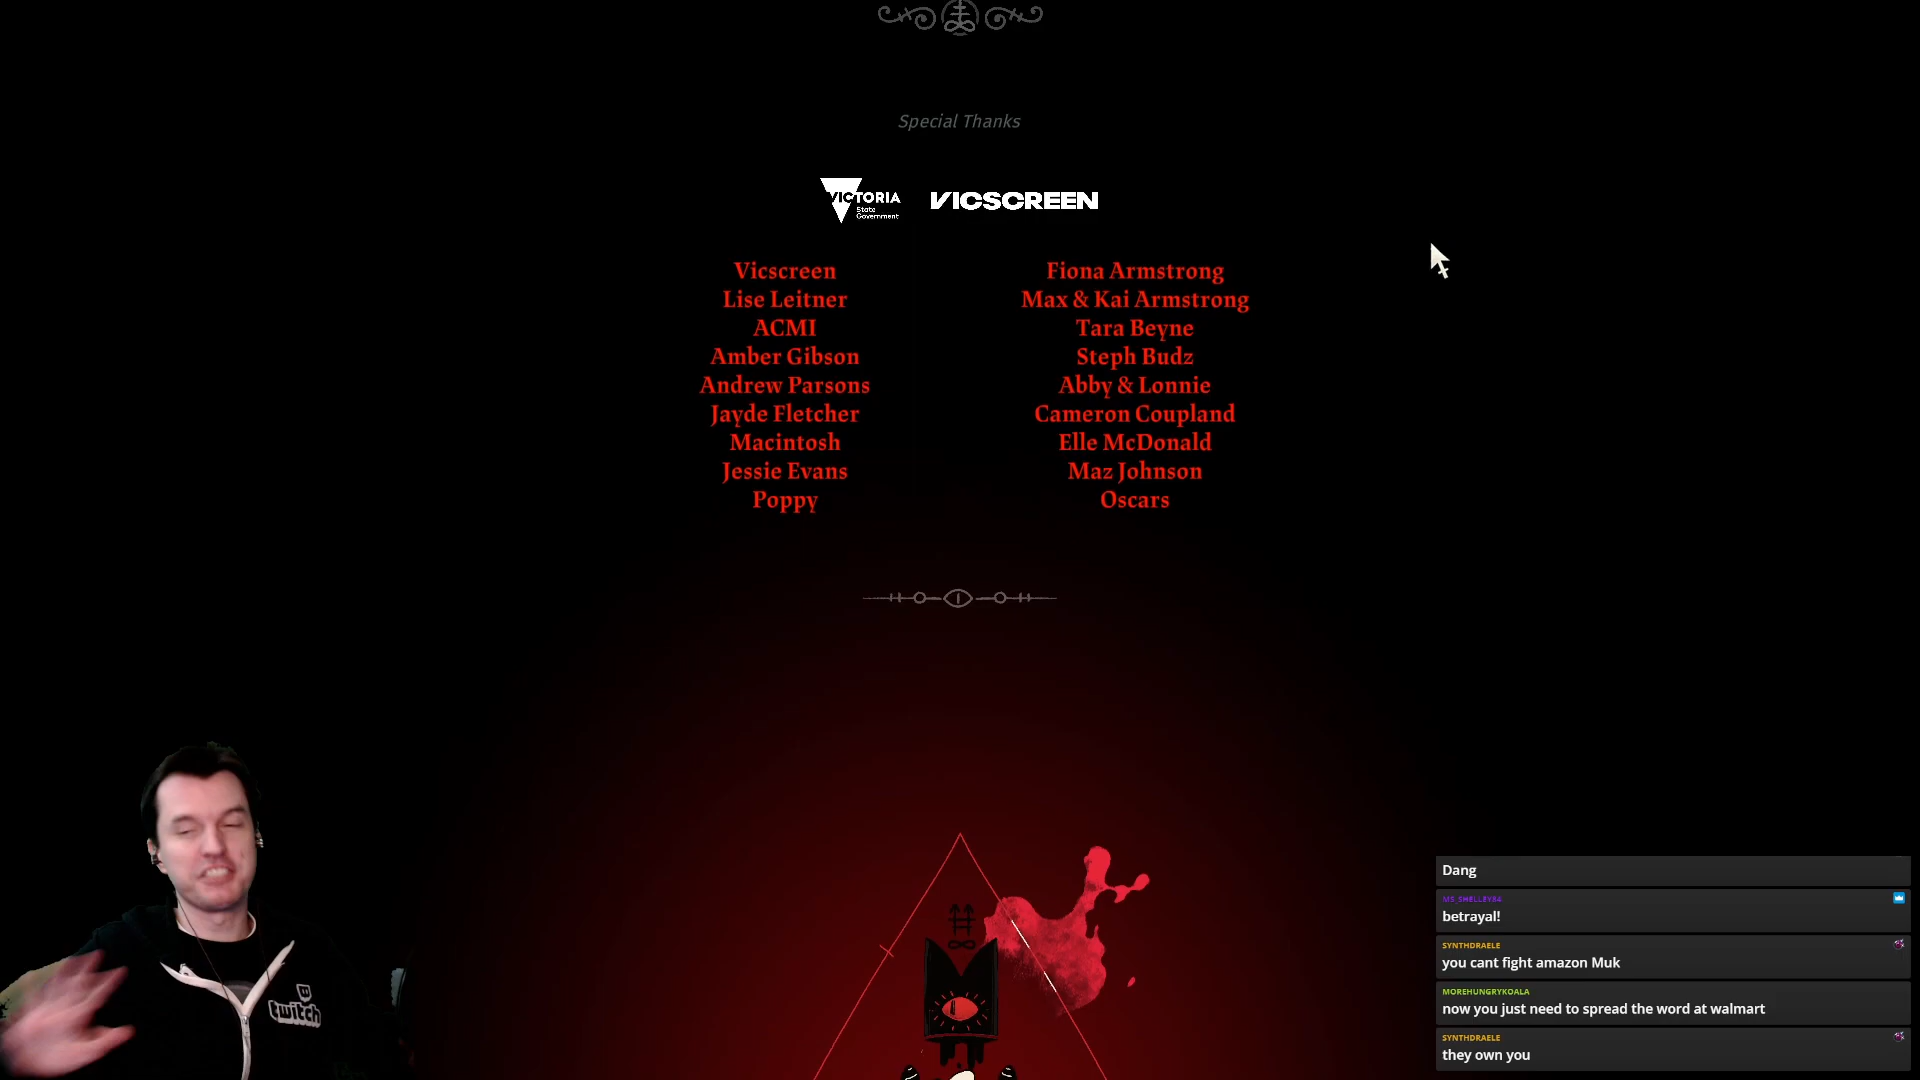 Special Thanks
VICTORIA
State
Government
VICSCREEN
Vicscreen
Lise Leitner
ACMI
Amber Gibson
Andrew Parsons
Jayde Fletcher
Macintosh
Jessie Evans
Poppy
Fiona Armstrong
Max & Kai Armstrong
Tara Beyne
Steph Budz
Abby & Lonnie
Cameron Coupland
Elle McDonald
Maz Johnson
Oscars
twitch
Dang
MS_SHELLEY84
betrayal!
SYNTHDRAELE
you cant fight amazon Muk
MOREHUNGRYKOALA
now you just need to spread the word at walmart
SYNTHDRAELE
they own you